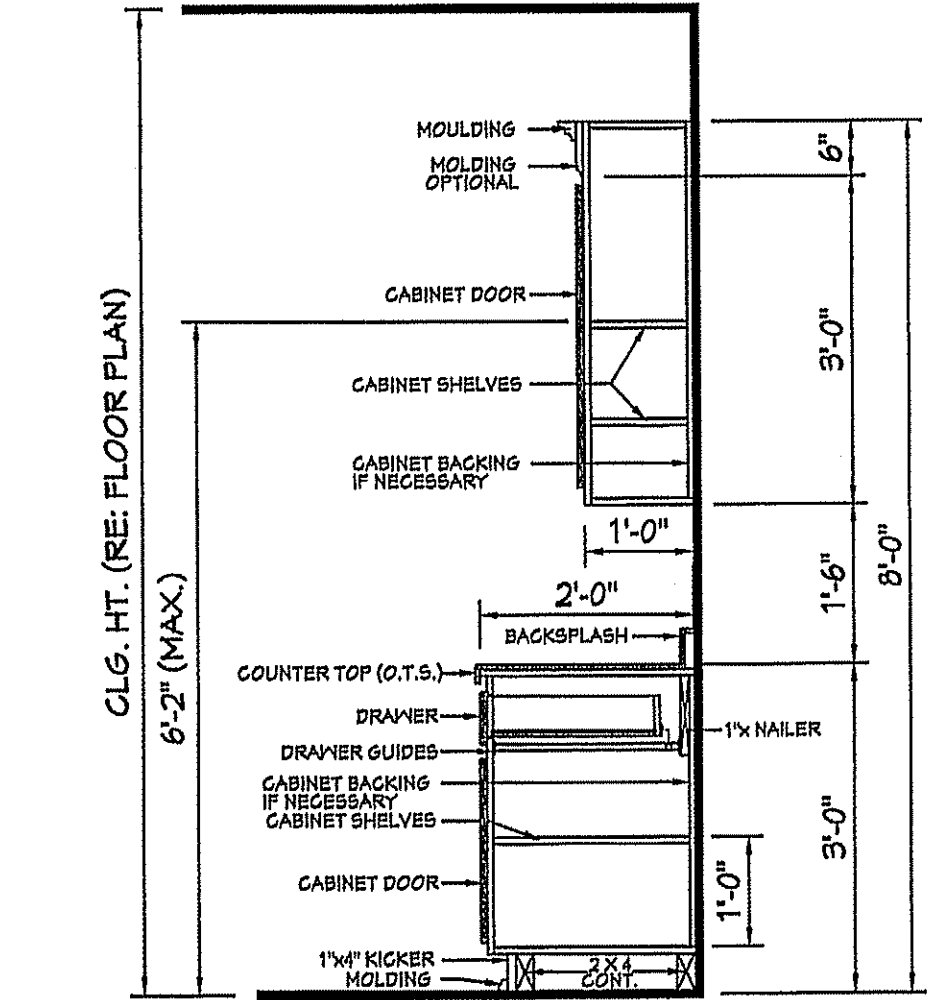 MOULDING
MOLDING
OPTIONAL
6"
CABINET DOOR
3'-0"
CLG. HT. (RE: FLOOR PLAN)
CABINET SHELVES
CABINET BACKING
IF NECESSARY
1'-0"
8'-0"
1'-6"
2'-0"
6'-2" (MAX.)
BACKSPLASH
COUNTER TOP (O.T.S.)
DRAWER
1"x NAILER
DRAWER GUIDES
CABINET BACKING
IF NECESSARY
CABINET SHELVES
3'-0"
CABINET DOOR
1'-0"
1"x4" KICKER
MOLDING
2 X 4
CONT.